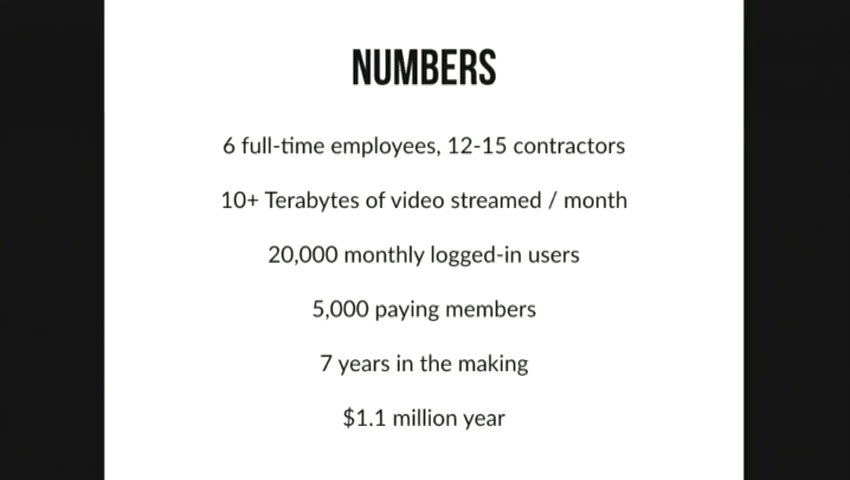 NUMBERS
6 full-time employees, 12-15 contractors
10+ Terabytes of video streamed / month
20,000 monthly logged-in users
5,000 paying members
7 years in the making
$1.1 million year